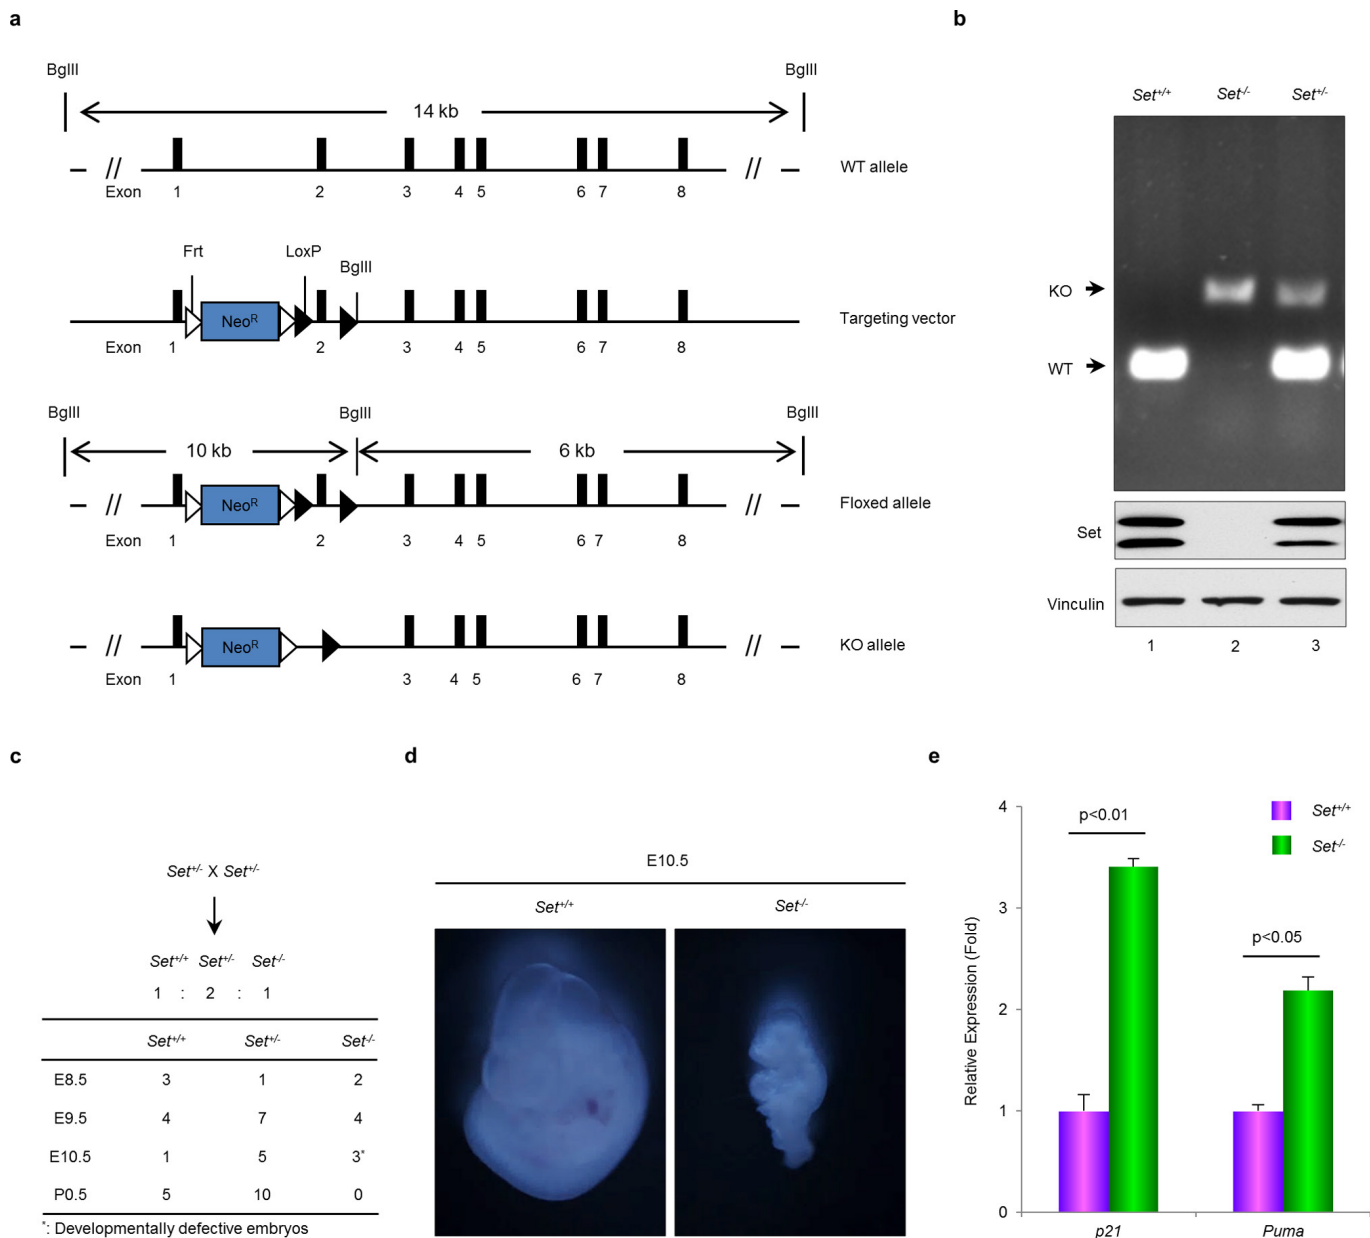 a
BglII BglII
14 kb
WT allele
Exon 1 2 3 4 5 6 7 8
Frt LoxP BglII
Neo^R
Targeting vector
Exon 1 2 3 4 5 6 7 8
BglII BglII BglII
10 kb 6 kb
Neo^R
Floxed allele
Exon 1 2 3 4 5 6 7 8
Neo^R
KO allele
Exon 1 3 4 5 6 7 8
b
Set+/+ Set-/- Set+/-
KO
WT
Set
Vinculin
1 2 3
c
Set+/- X Set+/-
Set+/+ Set+/- Set-/-
1 : 2 : 1
Set+/+ Set+/- Set-/-
E8.5 3 1 2
E9.5 4 7 4
E10.5 1 5 3*
P0.5 5 10 0
*: Developmentally defective embryos
d
E10.5
Set+/+ Set-/-
e
Set+/+
Set-/-
p<0.01
p<0.05
Relative Expression (Fold)
4
3
2
1
0
p21 Puma